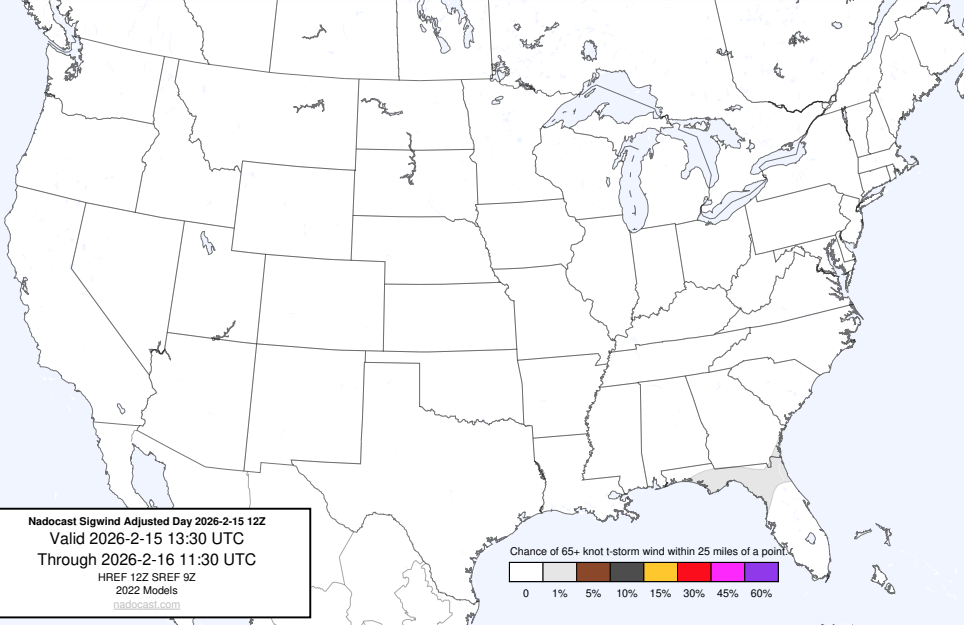 Nadocast Sigwind Adjusted Day 2026-2-15 12Z
Valid 2026-2-15 13:30 UTC
Through 2026-2-16 11:30 UTC
HREF 12Z SREF 9Z
2022 Models
nadocast.com
Chance of 65+ knot t-storm wind within 25 miles of a point.
0 1% 5% 10% 15% 30% 45% 60%